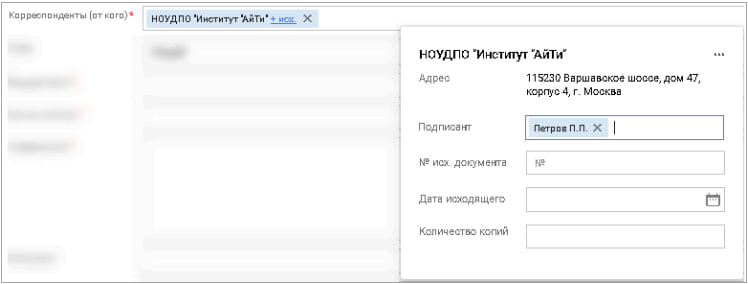 Корреспонденты (от кого)*
НОУДПО "Институт "АйТи" + исх. ×
НОУДПО "Институт "АйТи" ...
Адрес
115230 Варшавское шоссе, дом 47,
корпус 4, г. Москва
Подписант
Петров П.П. ×
№ исх. документа
№
Дата исходящего
Количество копий